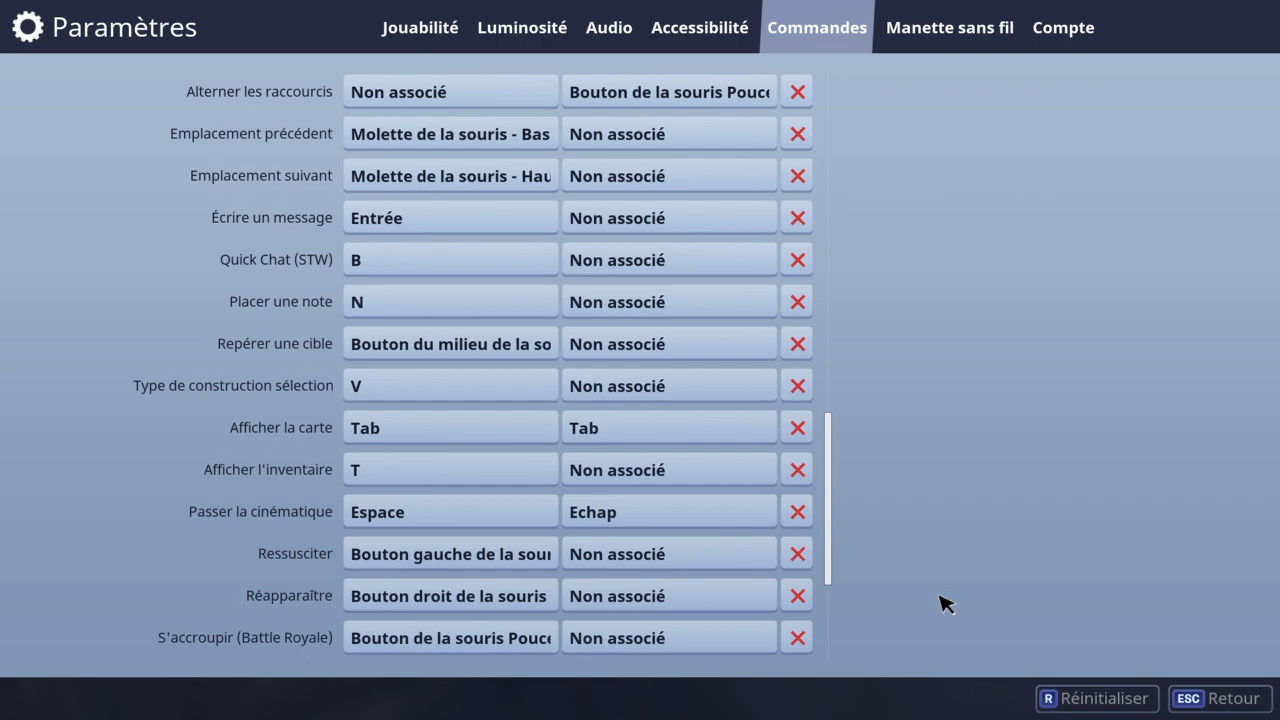 Paramètres
Jouabilité Luminosité Audio Accessibilité Commandes Manette sans fil Compte
Alterner les raccourcis Non associé Bouton de la souris Pouce
Emplacement précédent Molette de la souris - Bas Non associé
Emplacement suivant Molette de la souris - Hau Non associé
Écrire un message Entrée Non associé
Quick Chat (STW) B Non associé
Placer une note N Non associé
Repérer une cible Bouton du milieu de la so Non associé
Type de construction sélection V Non associé
Afficher la carte Tab Tab
Afficher l'inventaire T Non associé
Passer la cinématique Espace Echap
Ressusciter Bouton gauche de la sour Non associé
Réapparaître Bouton droit de la souris Non associé
S'accroupir (Battle Royale) Bouton de la souris Pouce Non associé
R Réinitialiser ESC Retour